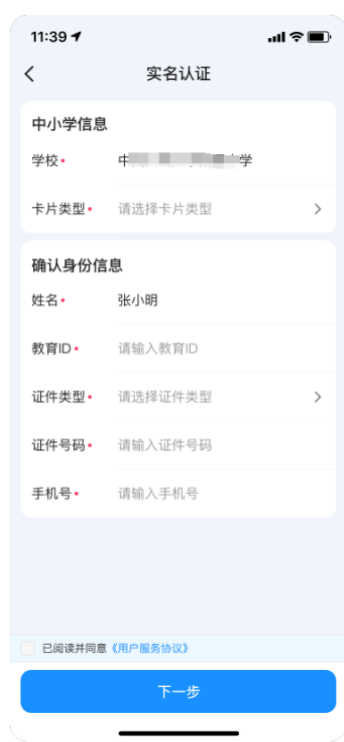 11:39
实名认证
中小学信息
学校• 中 学
卡片类型• 请选择卡片类型
确认身份信息
姓名• 张小明
教育ID• 请输入教育ID
证件类型• 请选择证件类型
证件号码• 请输入证件号码
手机号• 请输入手机号
已阅读并同意《用户服务协议》
下一步